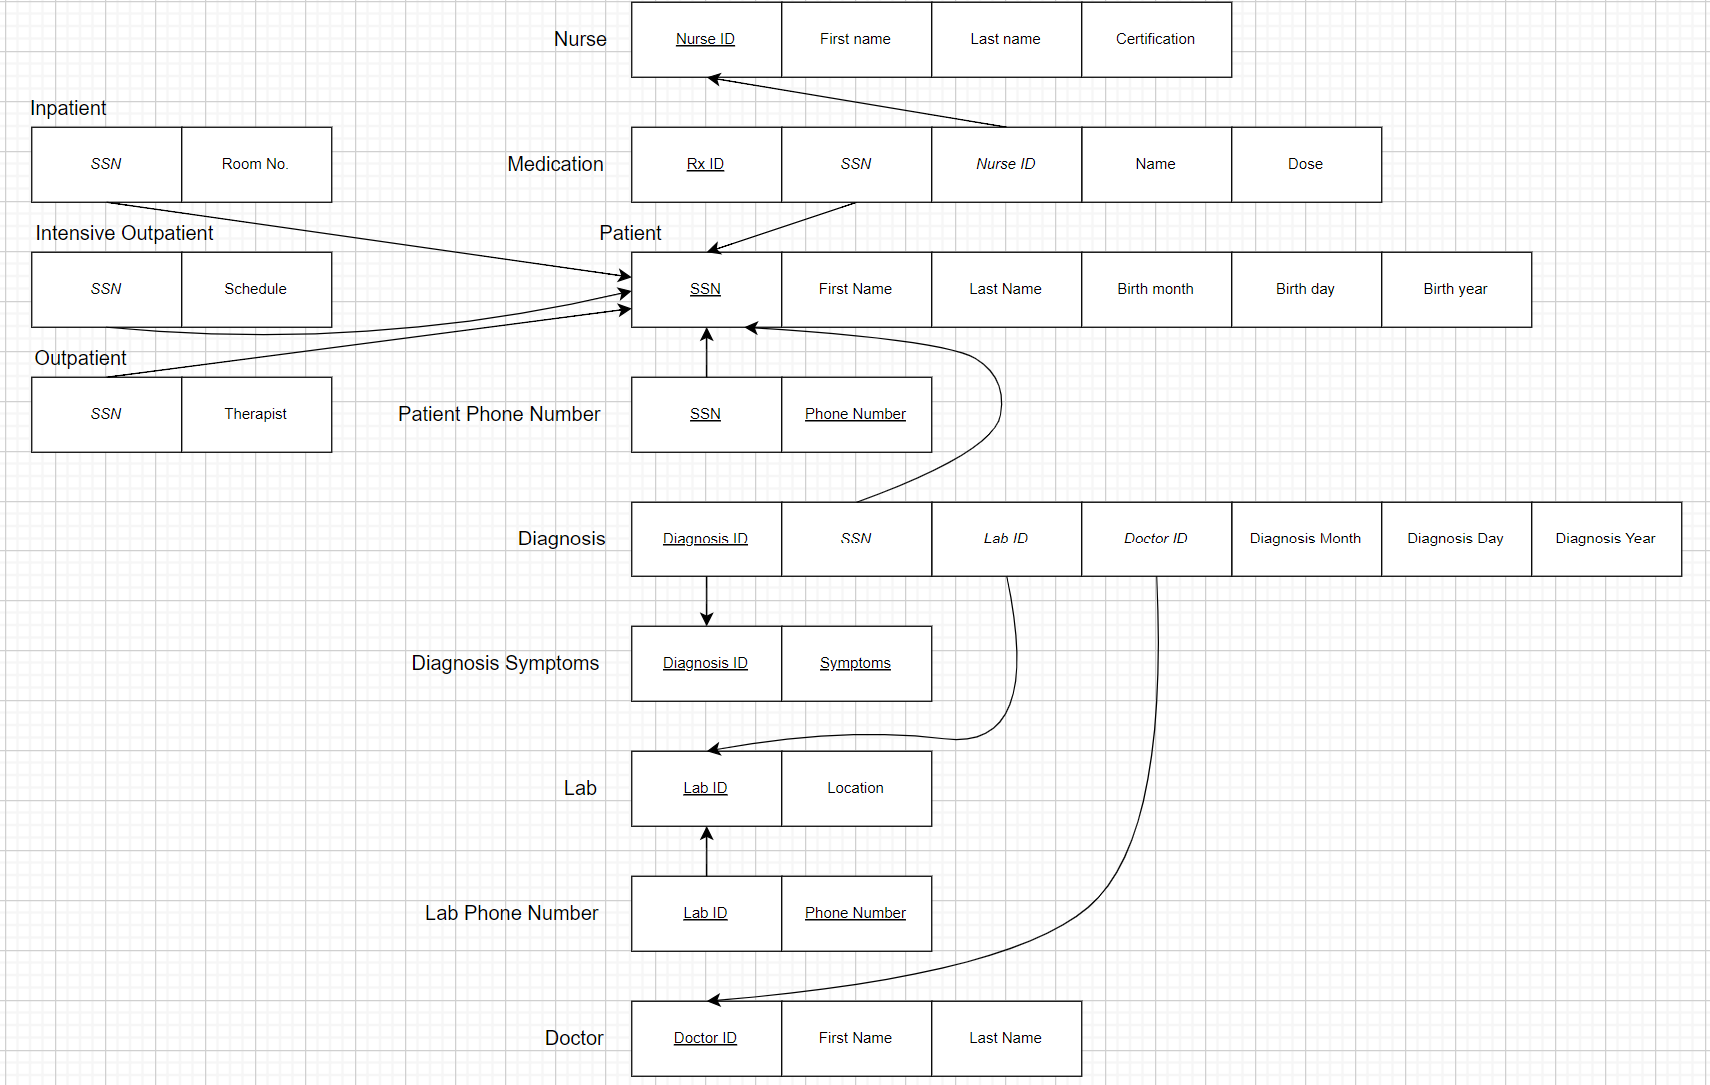 Nurse
Nurse ID
First name
Last name
Certification
Inpatient
SSN
Room No.
Medication
Rx ID
SSN
Nurse ID
Name
Dose
Intensive Outpatient
SSN
Schedule
Patient
SSN
First Name
Last Name
Birth month
Birth day
Birth year
Outpatient
SSN
Therapist
Patient Phone Number
SSN
Phone Number
Diagnosis
Diagnosis ID
SSN
Lab ID
Doctor ID
Diagnosis Month
Diagnosis Day
Diagnosis Year
Diagnosis Symptoms
Diagnosis ID
Symptoms
Lab
Lab ID
Location
Lab Phone Number
Lab ID
Phone Number
Doctor
Doctor ID
First Name
Last Name